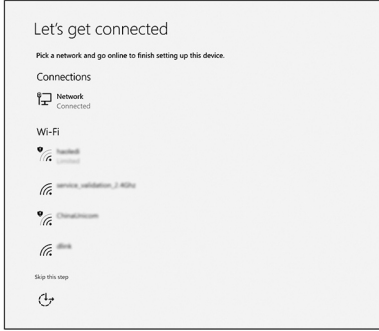 Let's get connected
Pick a network and go online to finish setting up this device.
Connections
Network
Connected
Wi-Fi
Limited
service_validation_2.4Ghz
ChinaUnicom
dlink
Skip this step